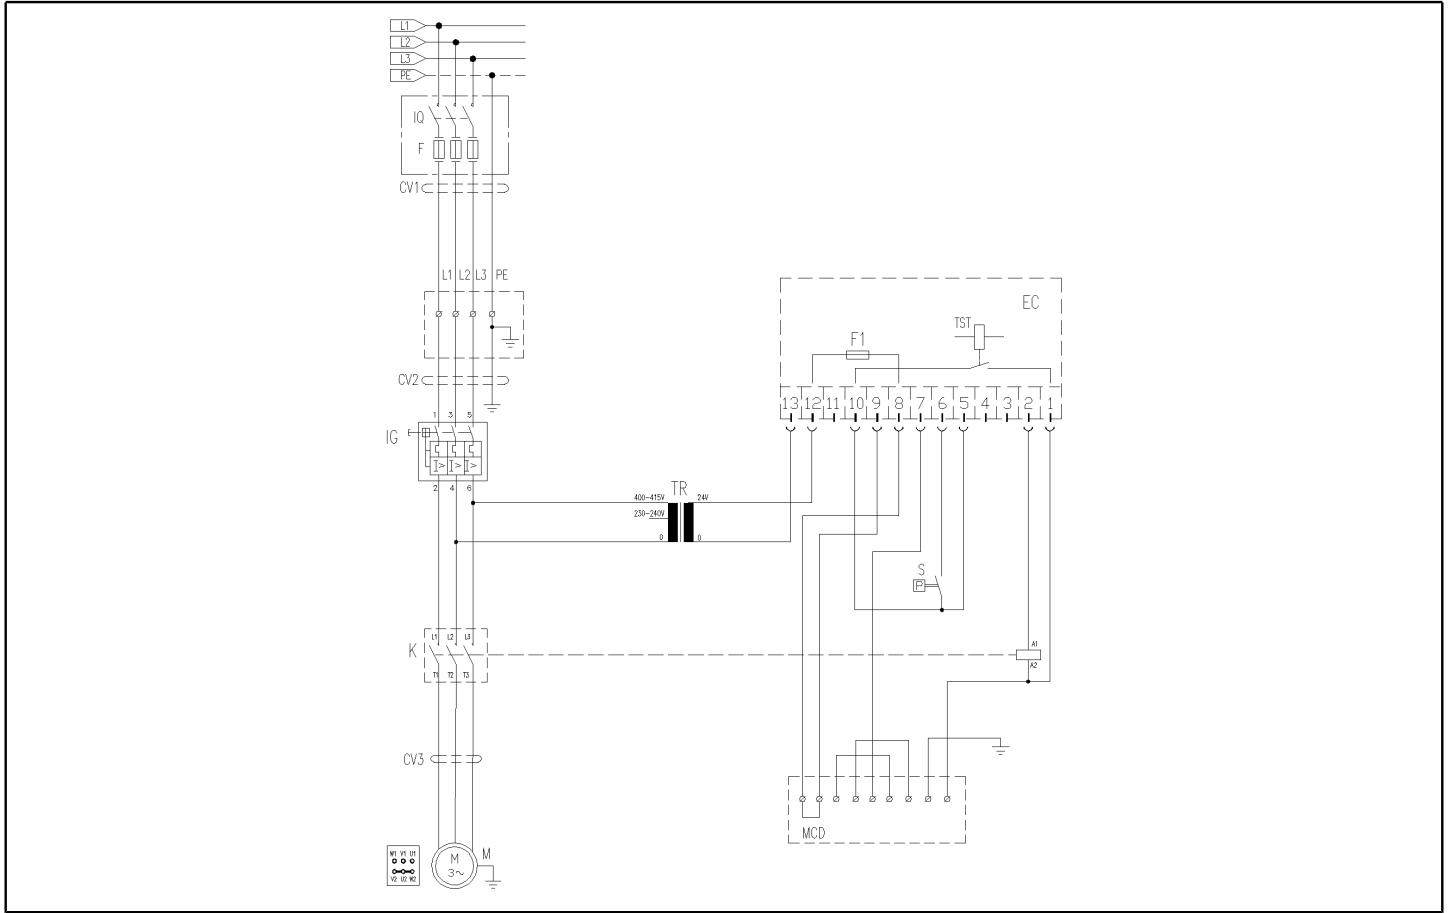 L1
L2
L3
PE
IQ
F
CV1
L1 L2 L3 PE
EC
TST
F1
CV2
13 12 11 10 9 8 7 6 5 4 3 2 1
1 3 5
IG
I> I> I>
2 4 6
TR
400-415V 24V
230-240V
0 0
S
P
L1 L2 L3
K
A1
A2
T1 T2 T3
CV3
MCD
W1 V1 U1
V2 U2 W2
M
3~
M